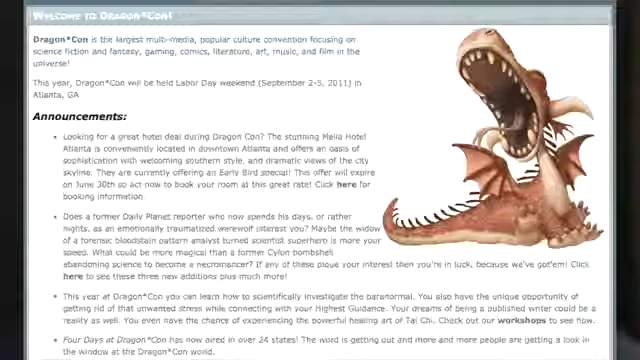 Welcome to Dragon*Con!
Dragon*Con is the largest multi-media, popular culture convention focusing on
science fiction and fantasy, gaming, comics, literature, art, music, and film in the
universe!
This year, Dragon*Con will be held Labor Day weekend (September 2-5, 2011) in
Atlanta, GA
Announcements:
Looking for a great hotel deal during Dragon Con? The stunning Melia Hotel
Atlanta is conveniently located in downtown Atlanta and offers an oasis of
sophistication with welcoming southern style, and dramatic views of the city
skyline. They are currently offering an Early Bird special! This offer will expire
on June 30th so act now to book your room at this great rate! Click here for
booking information.
Does a former Daily Planet reporter who now spends his days, or rather
nights, as an emotionally traumatized werewolf interest you? Maybe the widow
of a forensic bloodstain pattern analyst turned scientist superhero is more your
speed. What could be more magical than a former Cylon bombshell
abandoning science to become a necromancer? If any of these pique your interest then you're in luck, because we've got'em! Click
here to see these three new additions plus much more!
This year at Dragon*Con you can learn how to scientifically investigate the paranormal. You also have the unique opportunity of
getting rid of that unwanted stress while connecting with your Highest Guidance. Your dreams of being a published writer could be a
reality as well. You even have the chance of experiencing the powerful healing art of Tai Chi. Check out our workshops to see how.
Four Days at Dragon*Con has now aired in over 24 states! The word is getting out and more and more people are getting a look in
the window at the Dragon*Con world.